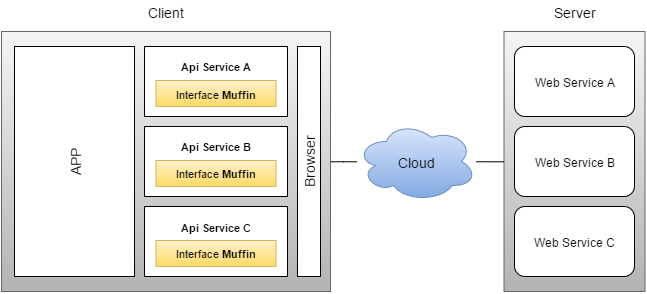 Client
Server
APP
Api Service A
Interface Muffin
Api Service B
Interface Muffin
Api Service C
Interface Muffin
Browser
Cloud
Web Service A
Web Service B
Web Service C